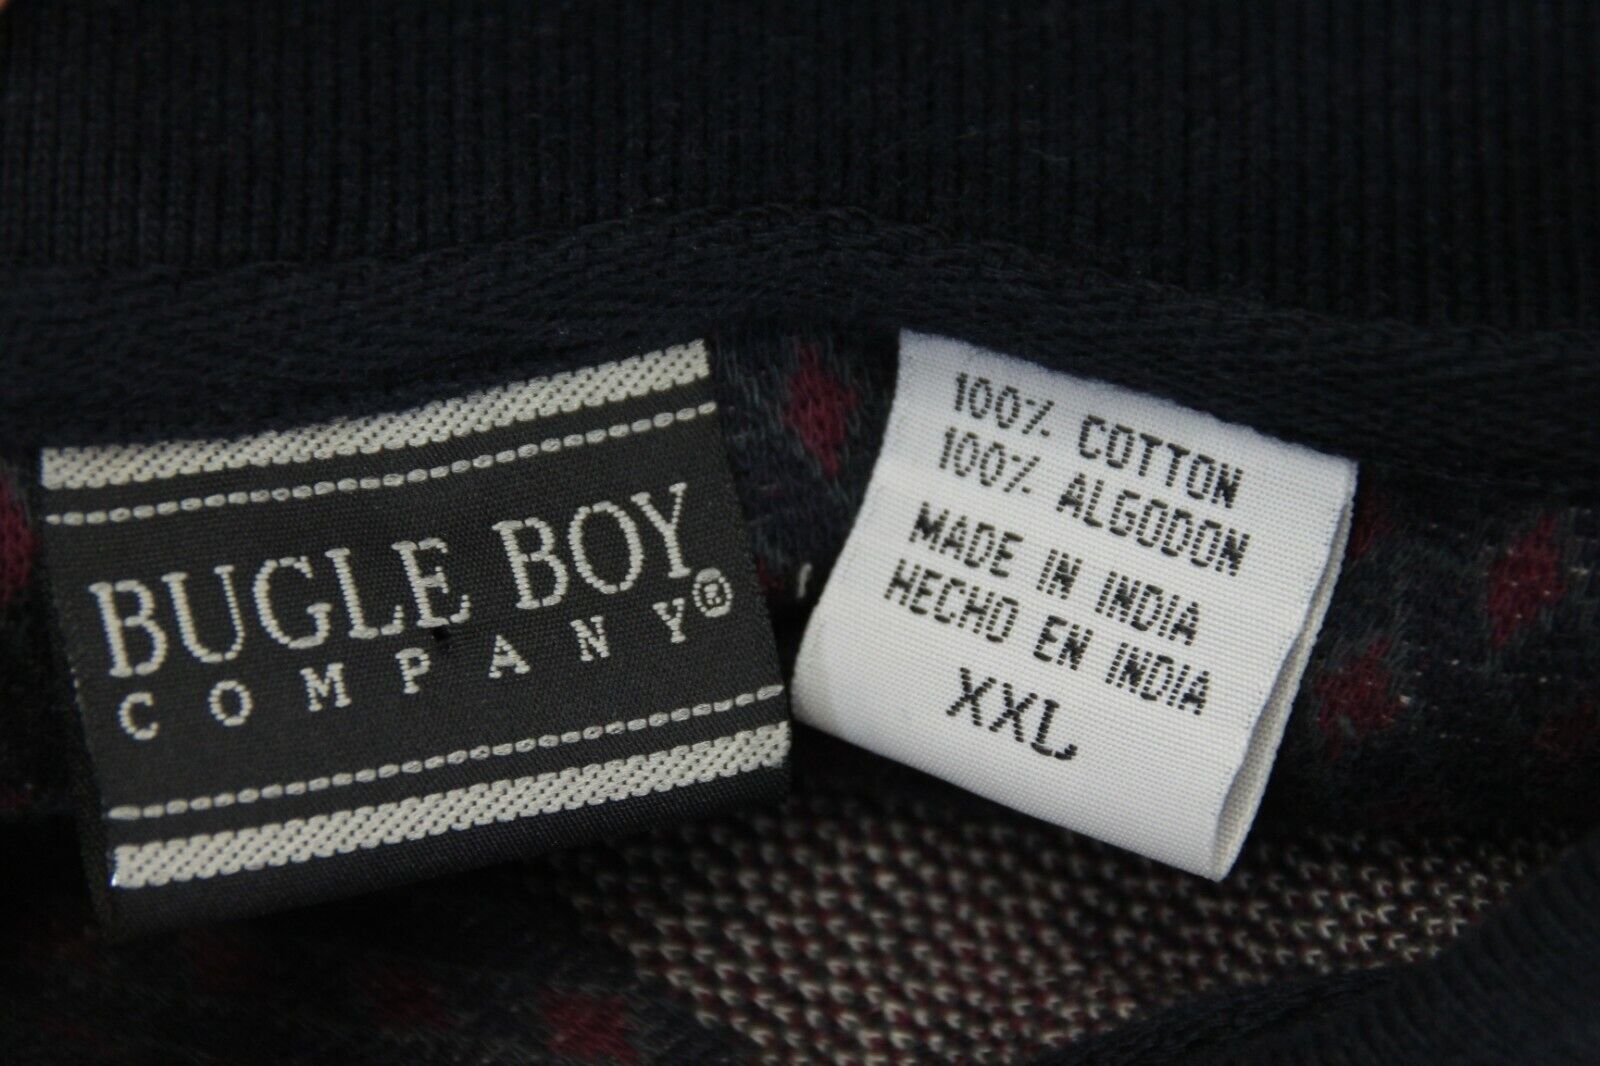 BUGLE BOY
COMPANY®
100% COTTON
100% ALGODON
MADE IN INDIA
HECHO EN INDIA
XXL